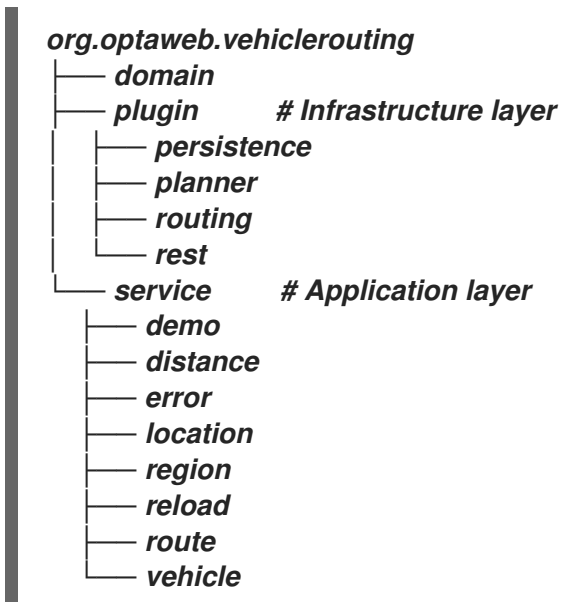 org.optaweb.vehiclerouting
├── domain
├── plugin # Infrastructure layer
│ ├── persistence
│ ├── planner
│ ├── routing
│ └── rest
└── service # Application layer
├── demo
├── distance
├── error
├── location
├── region
├── reload
├── route
└── vehicle